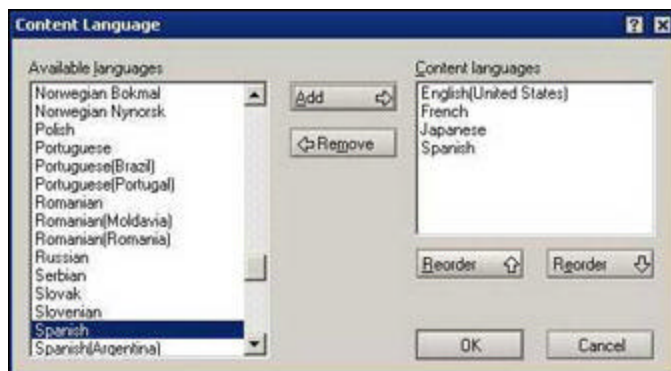 Content Language
Available languages
Norwegian Bokmal
Norwegian Nynorsk
Polish
Portuguese
Portuguese(Brazil)
Portuguese(Portugal)
Romanian
Romanian(Moldavia)
Romanian(Romania)
Russian
Serbian
Slovak
Slovenian
Spanish
Spanish(Argentina)
Add
Remove
Content languages
English(United States)
French
Japanese
Spanish
Reorder
Reorder
OK
Cancel